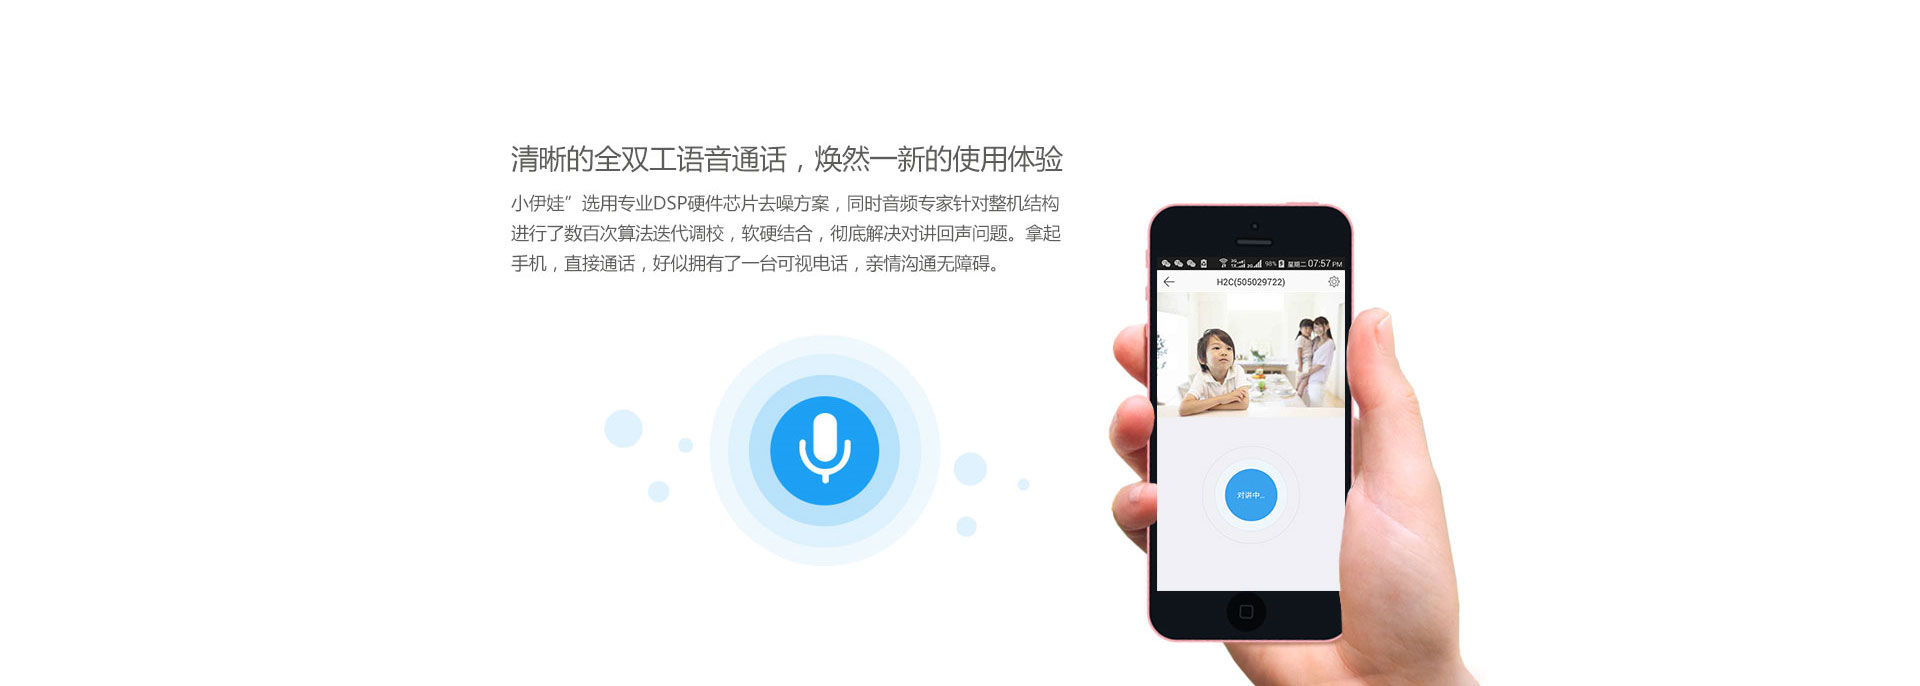 清晰的全双工语音通话，焕然一新的使用体验
小伊娃”选用专业DSP硬件芯片去噪方案，同时音频专家针对整机结构
进行了数百次算法迭代调校，软硬结合，彻底解决对讲回声问题。拿起
手机，直接通话，好似拥有了一台可视电话，亲情沟通无障碍。
98% 星期二 07:57 PM
H2C(505029722)
对讲中...